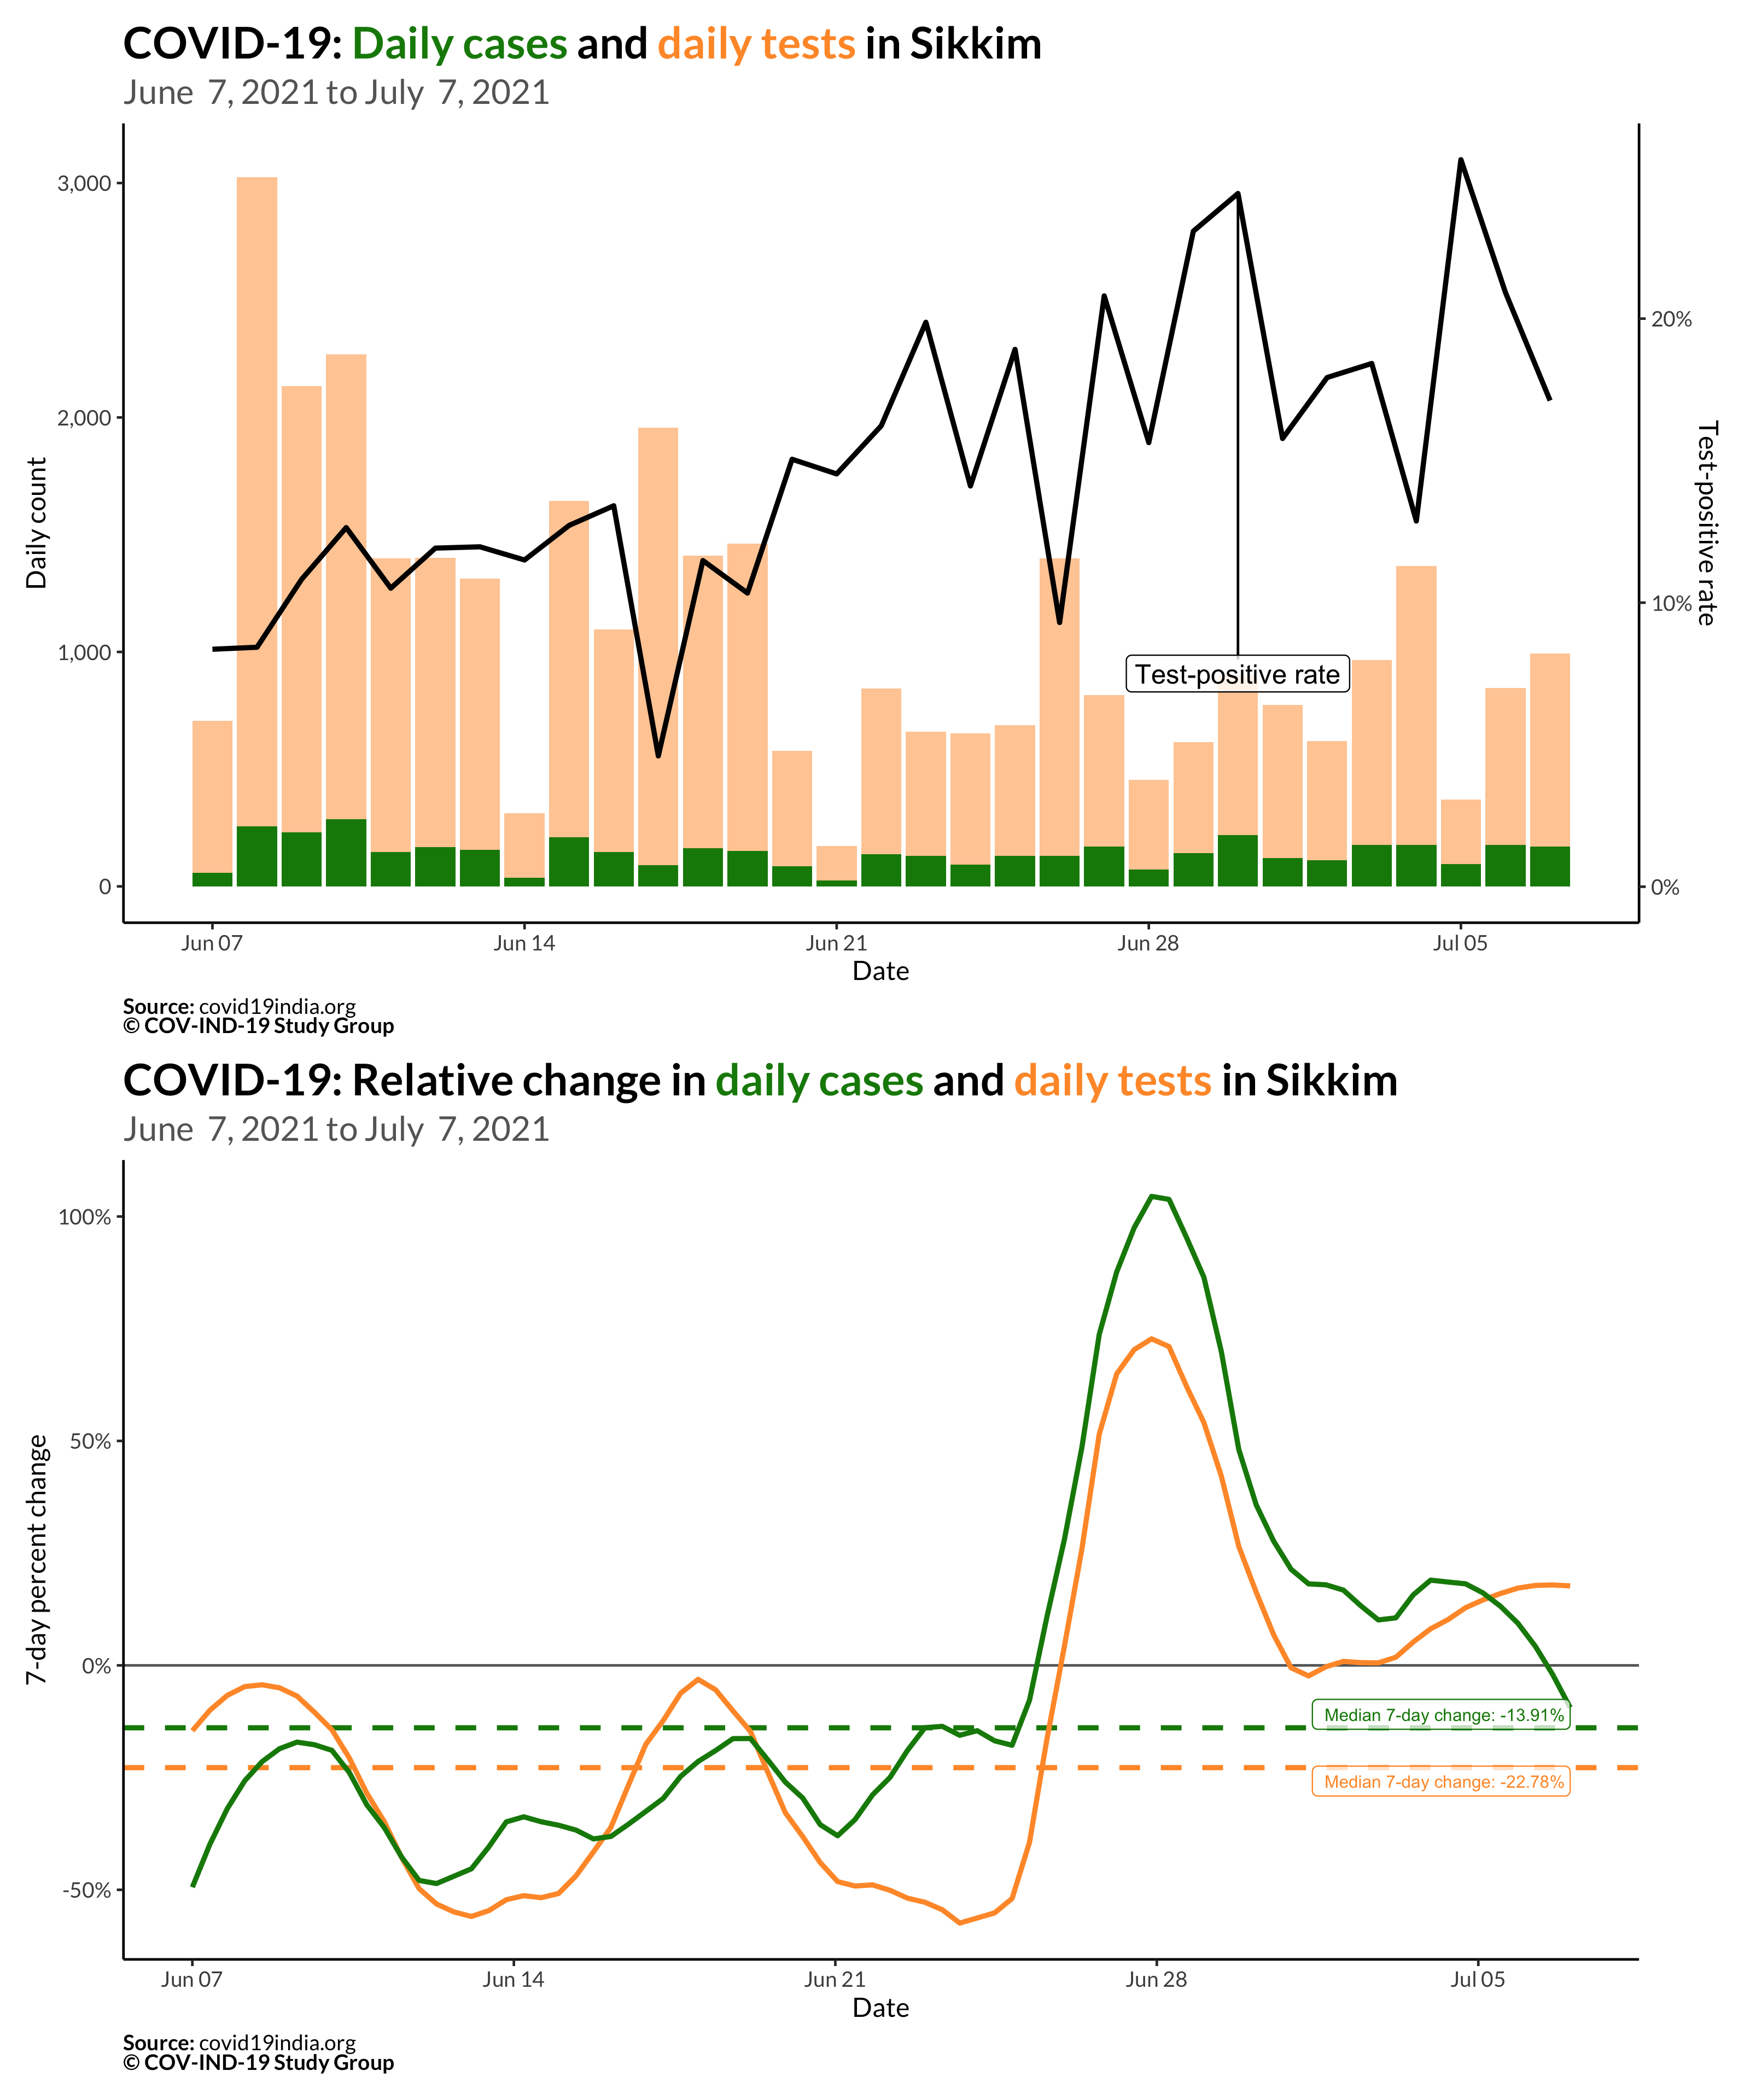 COVID-19: Daily cases and daily tests in Sikkim
June 7, 2021 to July 7, 2021
3,000
2,000
1,000
0
Daily count
20%
10%
0%
Test-positive rate
Test-positive rate
Jun 07 Jun 14 Jun 21 Jun 28 Jul 05
Date
Source: covid19india.org
© COV-IND-19 Study Group
COVID-19: Relative change in daily cases and daily tests in Sikkim
June 7, 2021 to July 7, 2021
100%
50%
0%
-50%
7-day percent change
Median 7-day change: -13.91%
Median 7-day change: -22.78%
Jun 07 Jun 14 Jun 21 Jun 28 Jul 05
Date
Source: covid19india.org
© COV-IND-19 Study Group